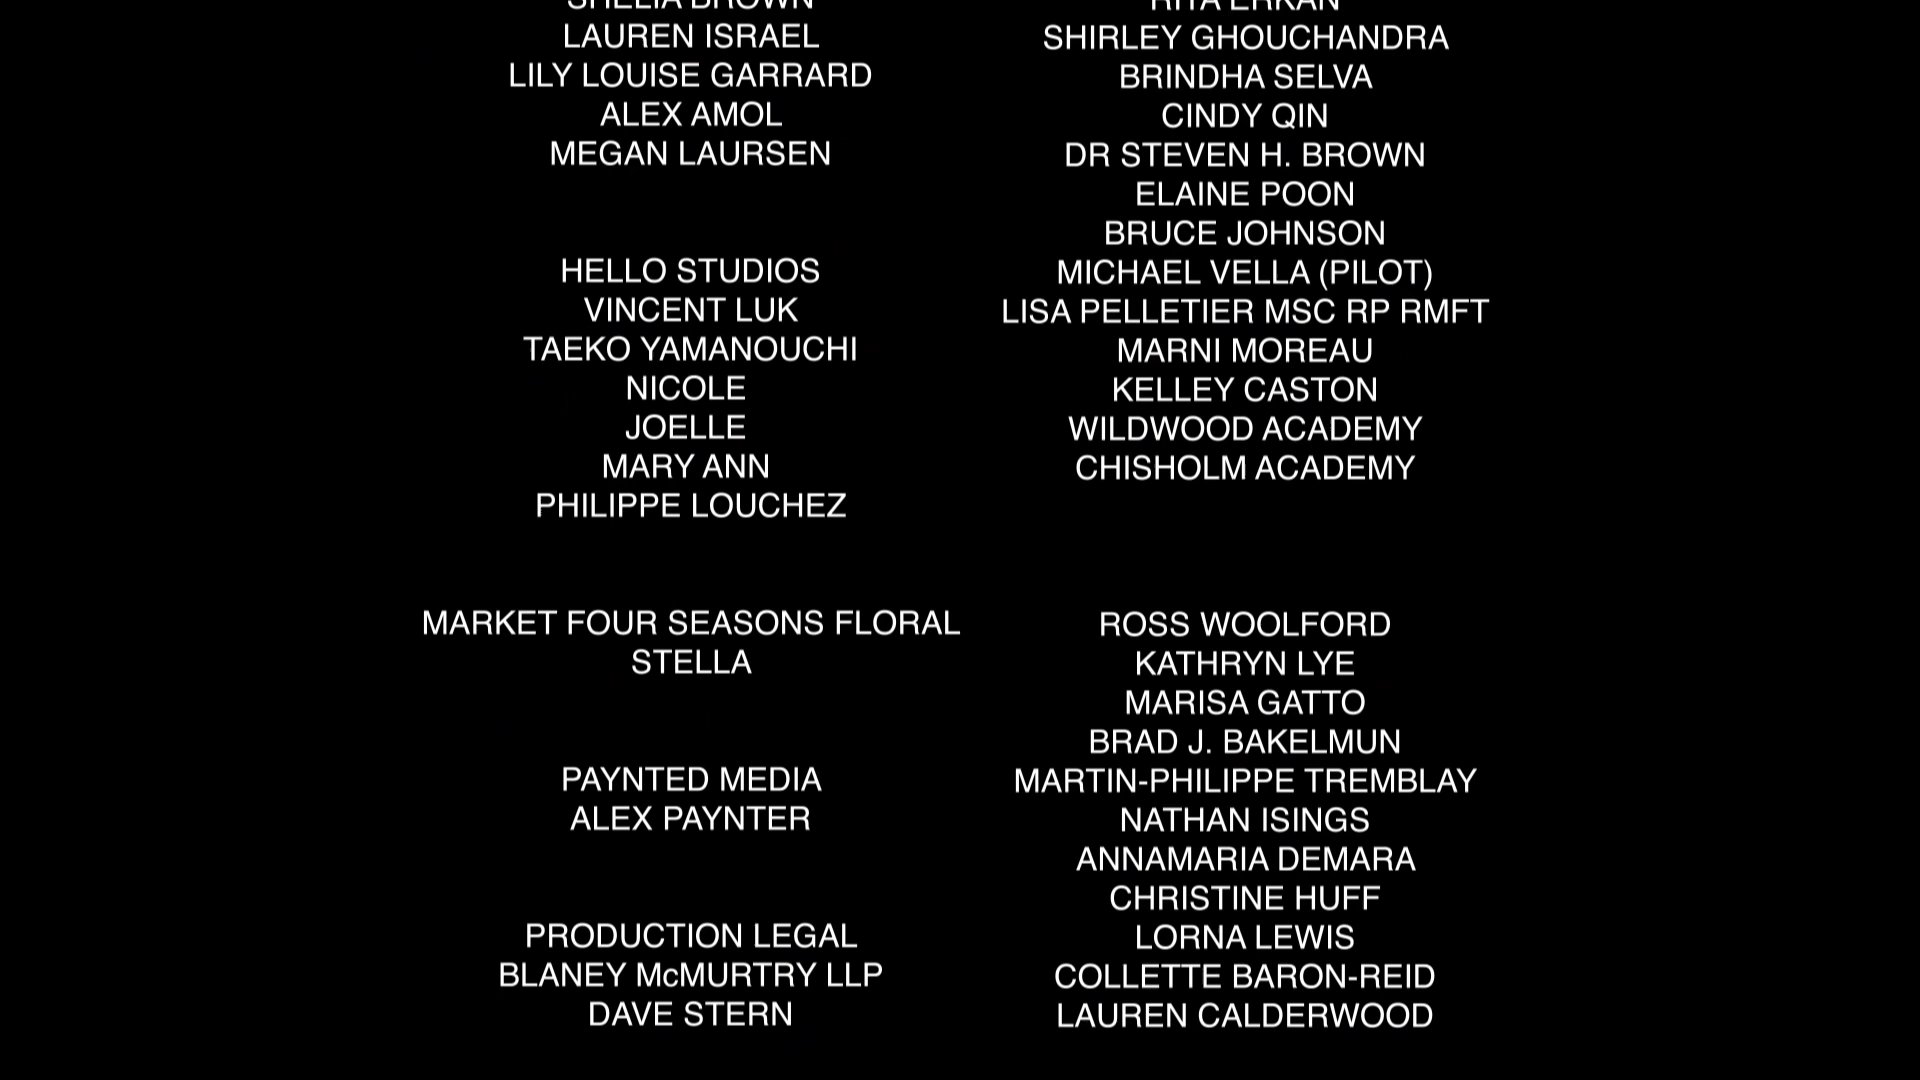 SHELIA BROWN
LAUREN ISRAEL
LILY LOUISE GARRARD
ALEX AMOL
MEGAN LAURSEN
HELLO STUDIOS
VINCENT LUK
TAEKO YAMANOUCHI
NICOLE
JOELLE
MARY ANN
PHILIPPE LOUCHEZ
MARKET FOUR SEASONS FLORAL
STELLA
PAYNTED MEDIA
ALEX PAYNTER
PRODUCTION LEGAL
BLANEY McMURTRY LLP
DAVE STERN
RITA ERKAN
SHIRLEY GHOUCHANDRA
BRINDHA SELVA
CINDY QIN
DR STEVEN H. BROWN
ELAINE POON
BRUCE JOHNSON
MICHAEL VELLA (PILOT)
LISA PELLETIER MSC RP RMFT
MARNI MOREAU
KELLEY CASTON
WILDWOOD ACADEMY
CHISHOLM ACADEMY
ROSS WOOLFORD
KATHRYN LYE
MARISA GATTO
BRAD J. BAKELMUN
MARTIN-PHILIPPE TREMBLAY
NATHAN ISINGS
ANNAMARIA DEMARA
CHRISTINE HUFF
LORNA LEWIS
COLLETTE BARON-REID
LAUREN CALDERWOOD